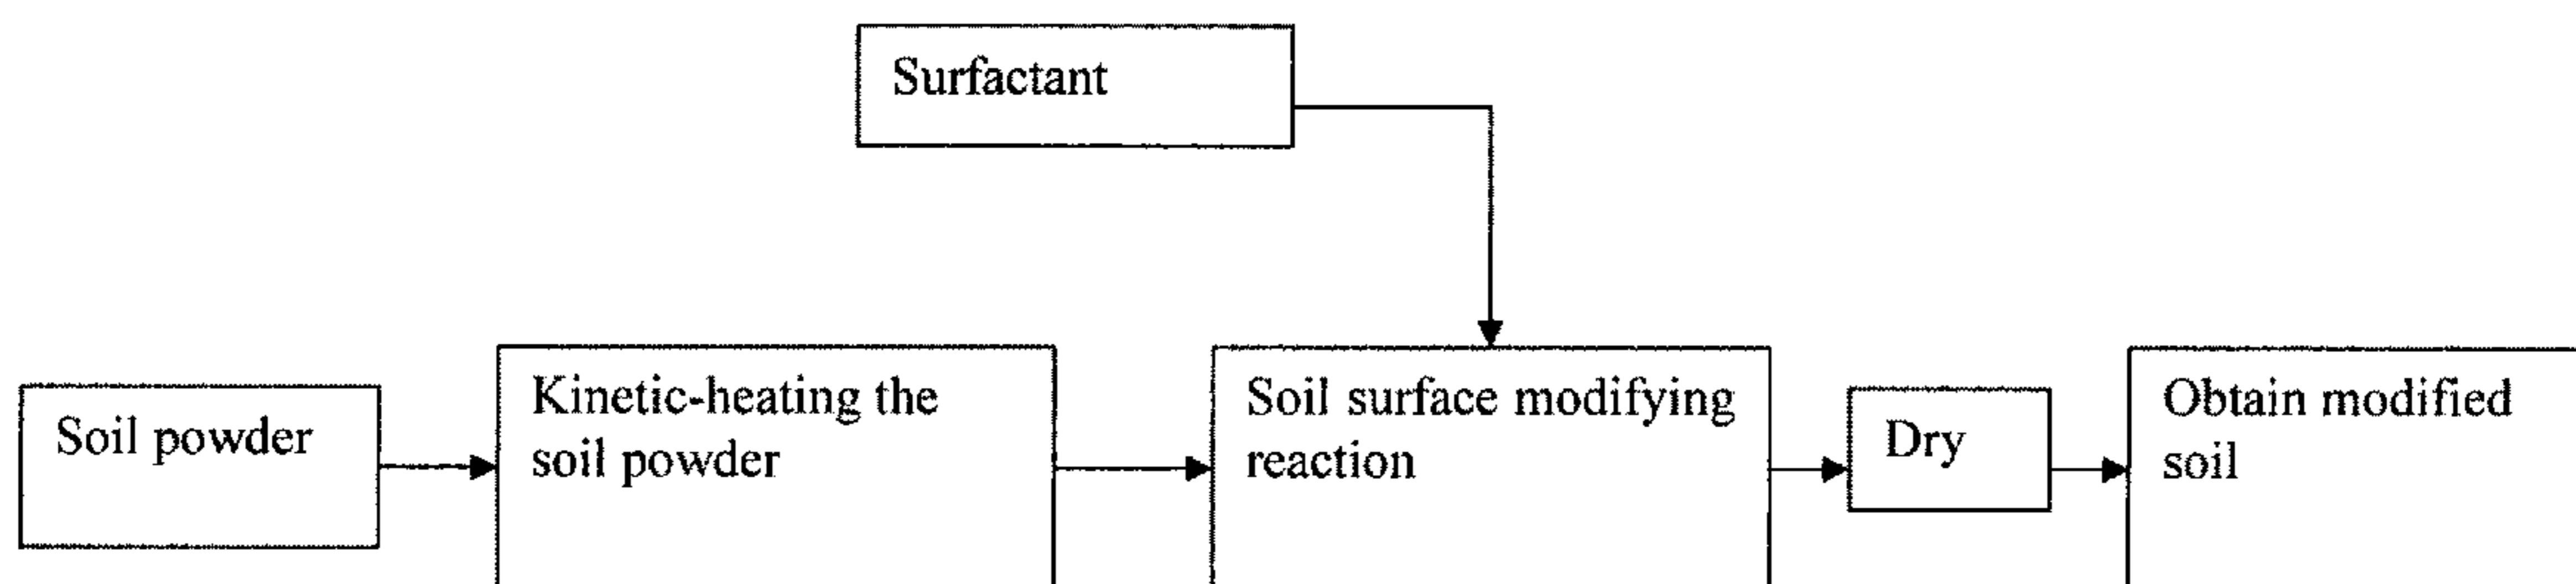 Surfactant
Soil powder
Kinetic-heating the
soil powder
Soil surface modifying
reaction
Dry
Obtain modified
soil